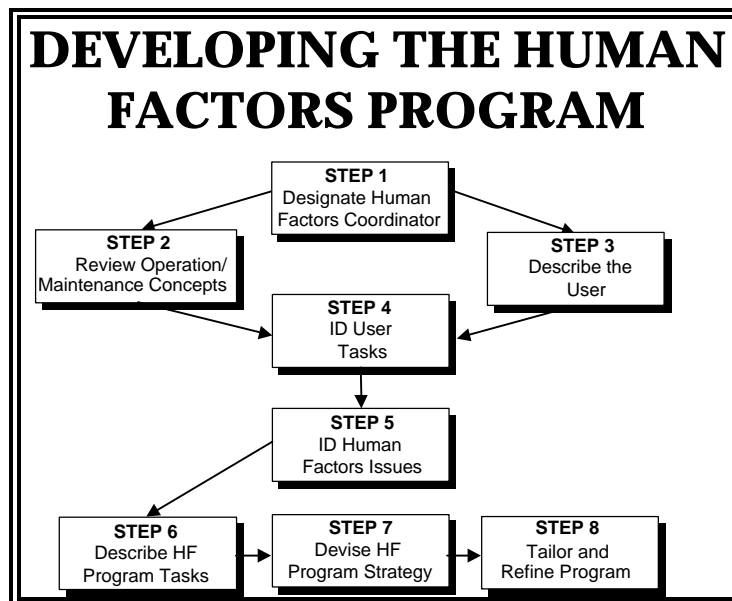 DEVELOPING THE HUMAN
FACTORS PROGRAM
STEP 1
Designate Human
Factors Coordinator
STEP 2
Review Operation/
Maintenance Concepts
STEP 3
Describe the
User
STEP 4
ID User
Tasks
STEP 5
ID Human
Factors Issues
STEP 6
Describe HF
Program Tasks
STEP 7
Devise HF
Program Strategy
STEP 8
Tailor and
Refine Program